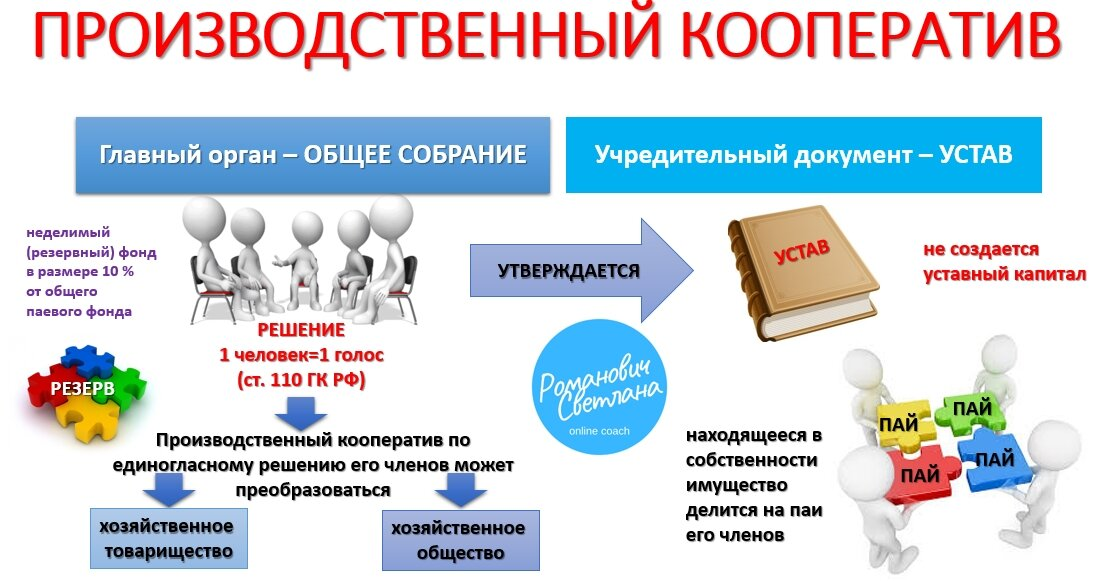 ПРОИЗВОДСТВЕННЫЙ КООПЕРАТИВ
Главный орган – ОБЩЕЕ СОБРАНИЕ
Учредительный документ – УСТАВ
неделимый
(резервный) фонд
в размере 10 %
от общего
паевого фонда
РЕЗЕРВ
РЕШЕНИЕ
1 человек=1 голос
(ст. 110 ГК РФ)
УТВЕРЖДАЕТСЯ
УСТАВ
не создается
уставный капитал
Романович
Светлана
online coach
Производственный кооператив по
единогласному решению его членов может
преобразоваться
хозяйственное
товарищество
хозяйственное
общество
находящееся в
собственности
имущество
делится на паи
его членов
ПАЙ
ПАЙ
ПАЙ
ПАЙ